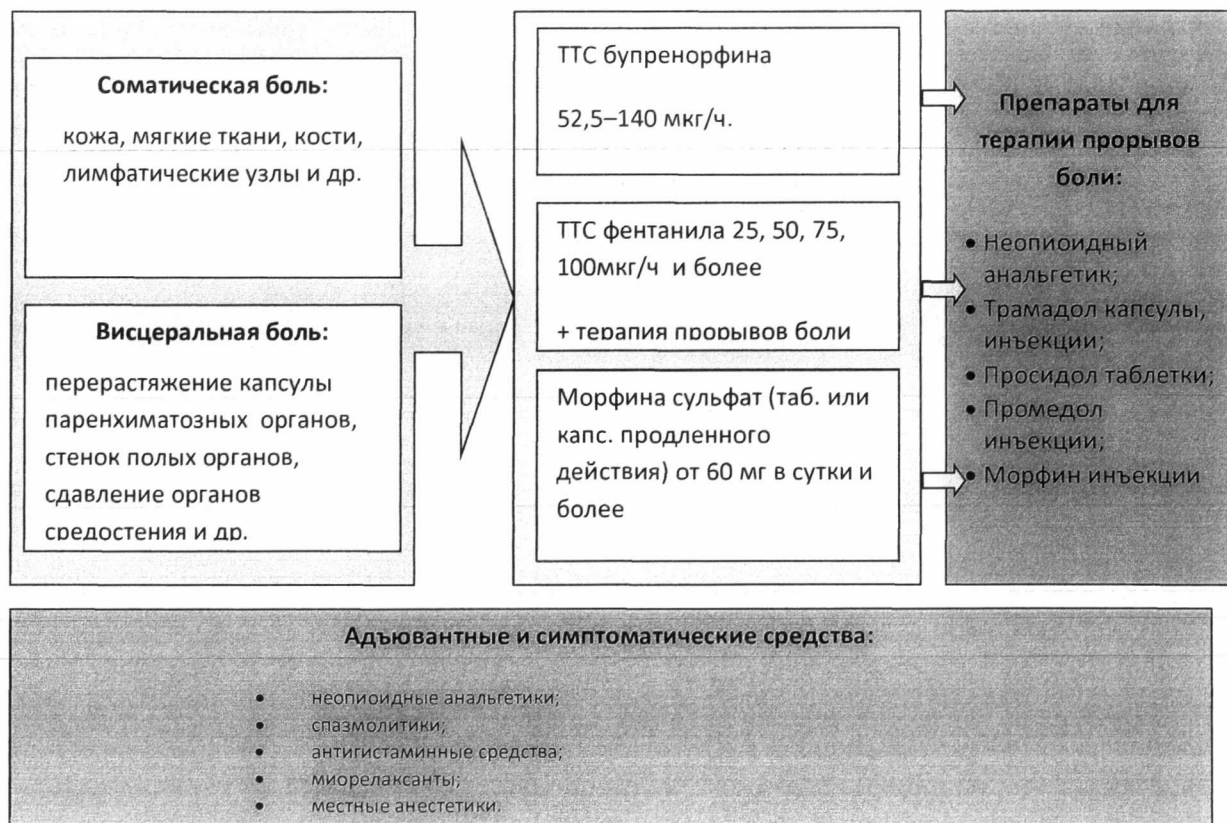 Соматическая боль:
кожа, мягкие ткани, кости,
лимфатические узлы и др.
Висцеральная боль:
перерастяжение капсулы
паренхиматозных органов,
стенок полых органов,
сдавление органов
средостения и др.
ТТС бупренорфина
52,5–140 мкг/ч.
ТТС фентанила 25, 50, 75,
100мкг/ч и более
+ терапия прорывов боли
Морфина сульфат (таб. или
капс. продленного
действия) от 60 мг в сутки и
более
Препараты для
терапии прорывов
боли:
• Неопиоидный
анальгетик;
• Трамадол капсулы,
инъекции;
• Просидол таблетки;
• Промедол
инъекции;
• Морфин инъекции
Адъювантные и симптоматические средства:
• неопиоидные анальгетики;
• спазмолитики;
• антигистаминные средства;
• миорелаксанты;
• местные анестетики.